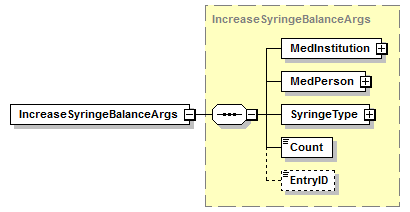 IncreaseSyringeBalanceArgs
MedInstitution
MedPerson
IncreaseSyringeBalanceArgs
SyringeType
Count
EntryID